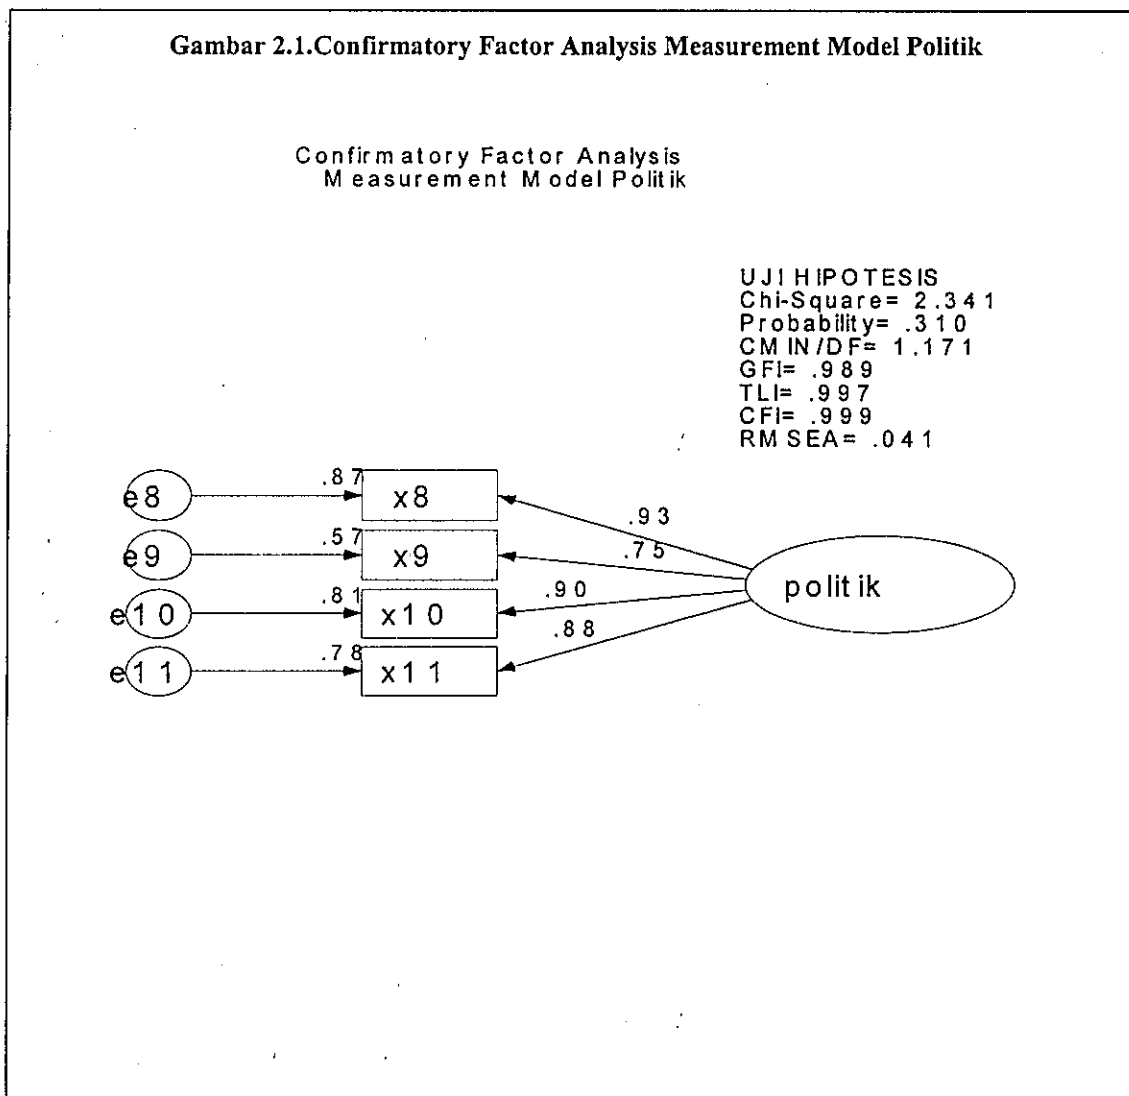 Gambar 2.1.Confirmatory Factor Analysis Measurement Model Politik
Confirmatory Factor Analysis
Measurement Model Politik
UJI HIPOTESIS
Chi-Square= 2.341
Probability= .310
CMIN/DF= 1.171
GFI= .989
TLI= .997
CFI= .999
RMSEA= .041
e8 .87 x8 .93
e9 .57 x9 .75
politik
e10 .81 x10 .90
e11 .78 x11 .88